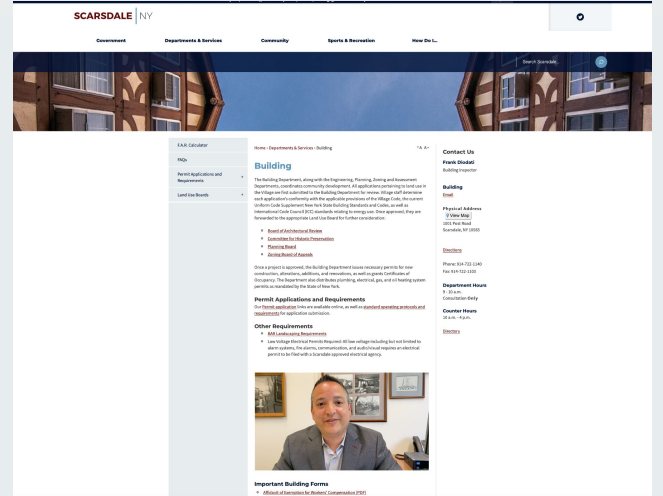 SCARSDALE NY
Government
Departments & Services
Community
Sports & Recreation
How Do I...
Search Scarsdale
F.A.R. Calculator
FAQs
Permit Applications and
Requirements
+
Land Use Boards
+
Home › Departments & Services › Building
Building
The Building Department, along with the Engineering, Planning, Zoning and Assessment
Departments, coordinates community development. All applications pertaining to land use in
the Village are first submitted to the Building Department for review. Village staff determine
each application's conformity with the applicable provisions of the Village Code, the current
Uniform Code Supplement New York State Building Standards and Codes, as well as
International Code Council (ICC) standards relating to energy use. Once approved, they are
forwarded to the appropriate Land Use Board for further consideration:
Board of Architectural Review
Committee for Historic Preservation
Planning Board
Zoning Board of Appeals
Once a project is approved, the Building Department issues necessary permits for new
construction, alterations, additions, and renovations, as well as grants Certificates of
Occupancy. The Department also distributes plumbing, electrical, gas, and oil heating system
permits as mandated by the State of New York.
Permit Applications and Requirements
Our Permit application links are available online, as well as standard operating protocols and
requirements for application submission.
Other Requirements
BAR Landscaping Requirements
Low Voltage Electrical Permits Required: All low voltage including but not limited to
alarm systems, fire alarms, communication, and audio/visual requires an electrical
permit to be filed with a Scarsdale approved electrical agency.
Important Building Forms
Affidavit of Exemption for Workers' Compensation (PDF)
Contact Us
Frank Diodati
Building Inspector
Building
Email
Physical Address
View Map
1001 Post Road
Scarsdale, NY 10583
Directions
Phone: 914-722-1140
Fax: 914-722-1103
Department Hours
9 - 10 a.m.
Consultation Only
Counter Hours
10 a.m. - 4 p.m.
Directory